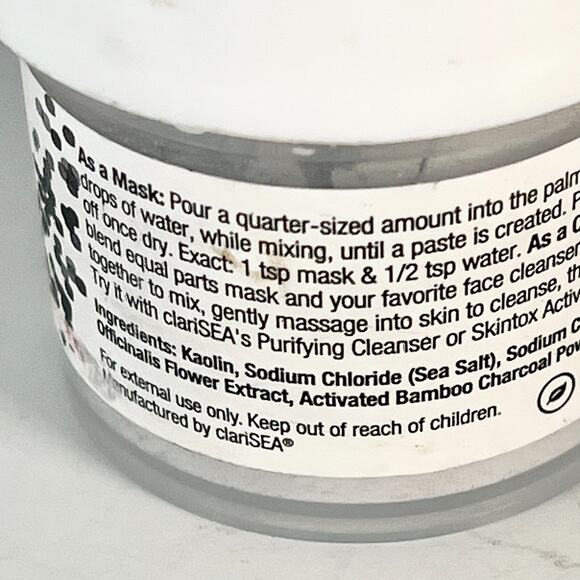 As a Mask: Pour a quarter-sized amount into the palm
drops of water, while mixing, until a paste is created.
off once dry. Exact: 1 tsp mask & 1/2 tsp water. As a
blend equal parts mask and your favorite face cleanser
together to mix, gently massage into skin to cleanse,
Try it with clariSEA's Purifying Cleanser or Skintox
Ingredients: Kaolin, Sodium Chloride (Sea Salt), Sodium
Officinalis Flower Extract, Activated Bamboo Charcoal
For external use only. Keep out of reach of children.
Manufactured by clariSEA®